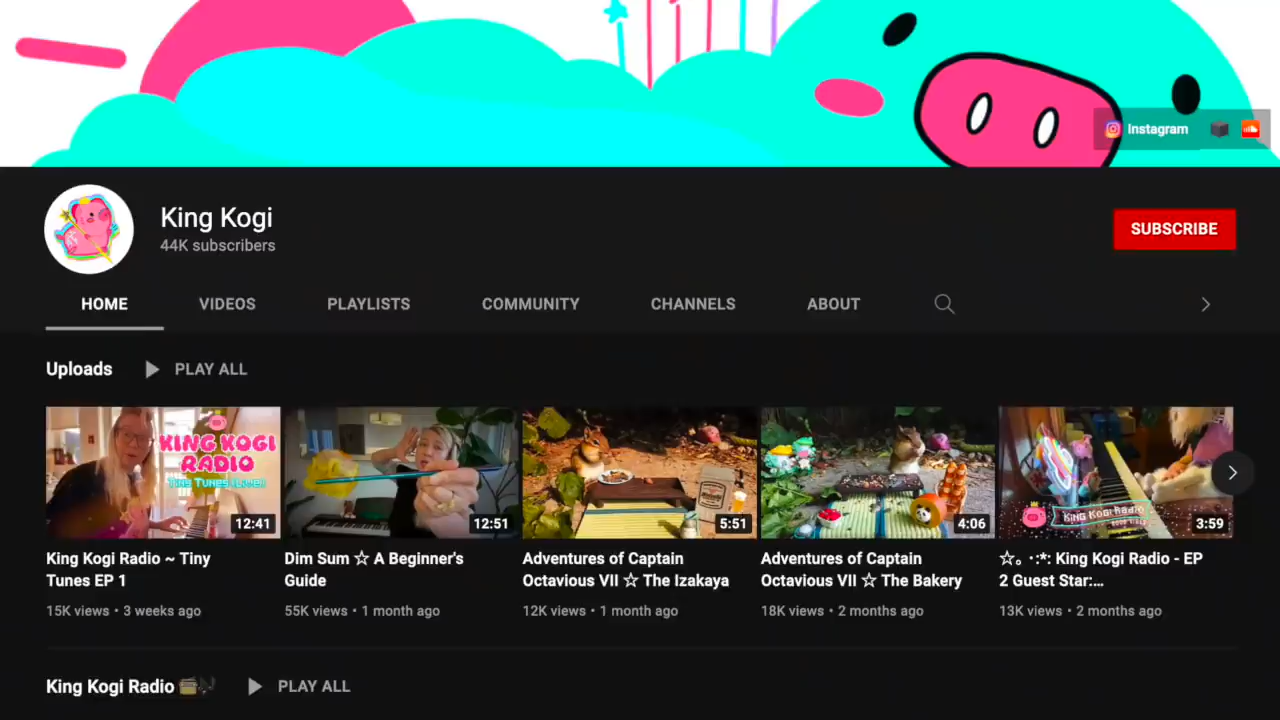 Instagram
King Kogi
44K subscribers
SUBSCRIBE
HOME
VIDEOS
PLAYLISTS
COMMUNITY
CHANNELS
ABOUT
Uploads
PLAY ALL
KING KOGI
RADIO
TINY TUNES (LIVE!)
12:41
12:51
5:51
4:06
KING KOGI RADIO
3:59
King Kogi Radio ~ Tiny
Tunes EP 1
15K views • 3 weeks ago
Dim Sum ☆ A Beginner's
Guide
55K views • 1 month ago
Adventures of Captain
Octavious VII ☆ The Izakaya
12K views • 1 month ago
Adventures of Captain
Octavious VII ☆ The Bakery
18K views • 2 months ago
☆｡ ･:*: King Kogi Radio - EP
2 Guest Star:...
13K views • 2 months ago
King Kogi Radio
PLAY ALL